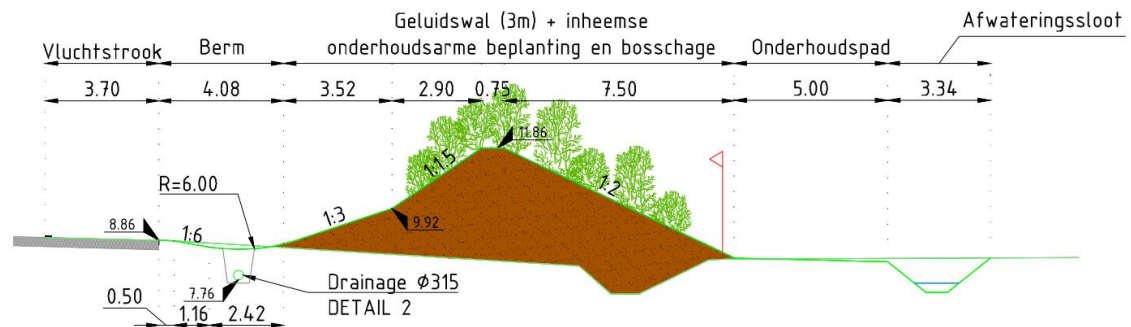 Geluidswal (3m) + inheemse
Afwateringssloot
Vluchtstrook Berm onderhoudsarme beplanting en bosschage Onderhoudspad
3.70 4.08 3.52 2.90 0.75 7.50 5.00 3.34
11.86
1:1.5
1:2
R=6.00
1:3
9.92
8.86
1:6
Drainage Ø315
7.76
DETAIL 2
0.50
1.16 2.42